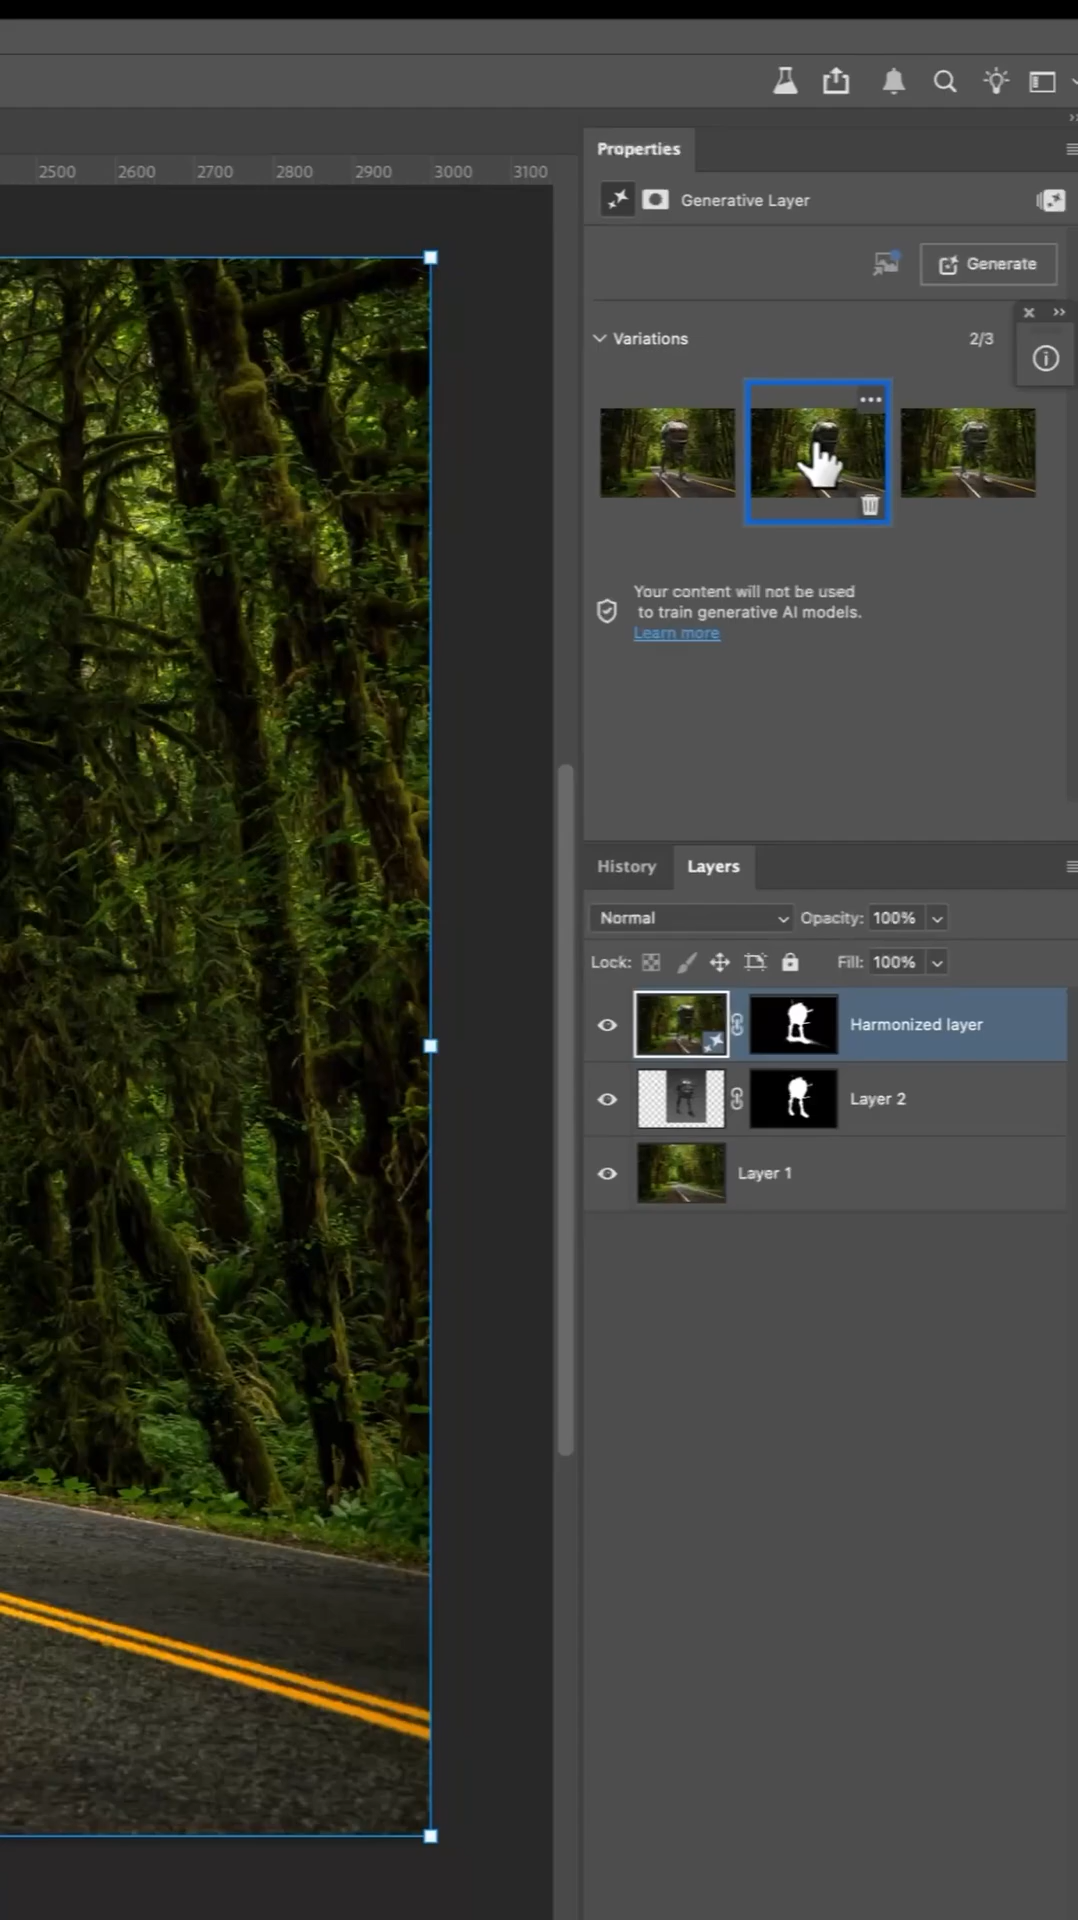 Properties
2500 2600 2700 2800 2900 3000 3100
Generative Layer
Generate
Variations 2/3
Your content will not be used
to train generative AI models.
Learn more
History Layers
Normal Opacity: 100%
Lock: Fill: 100%
Harmonized layer
Layer 2
Layer 1